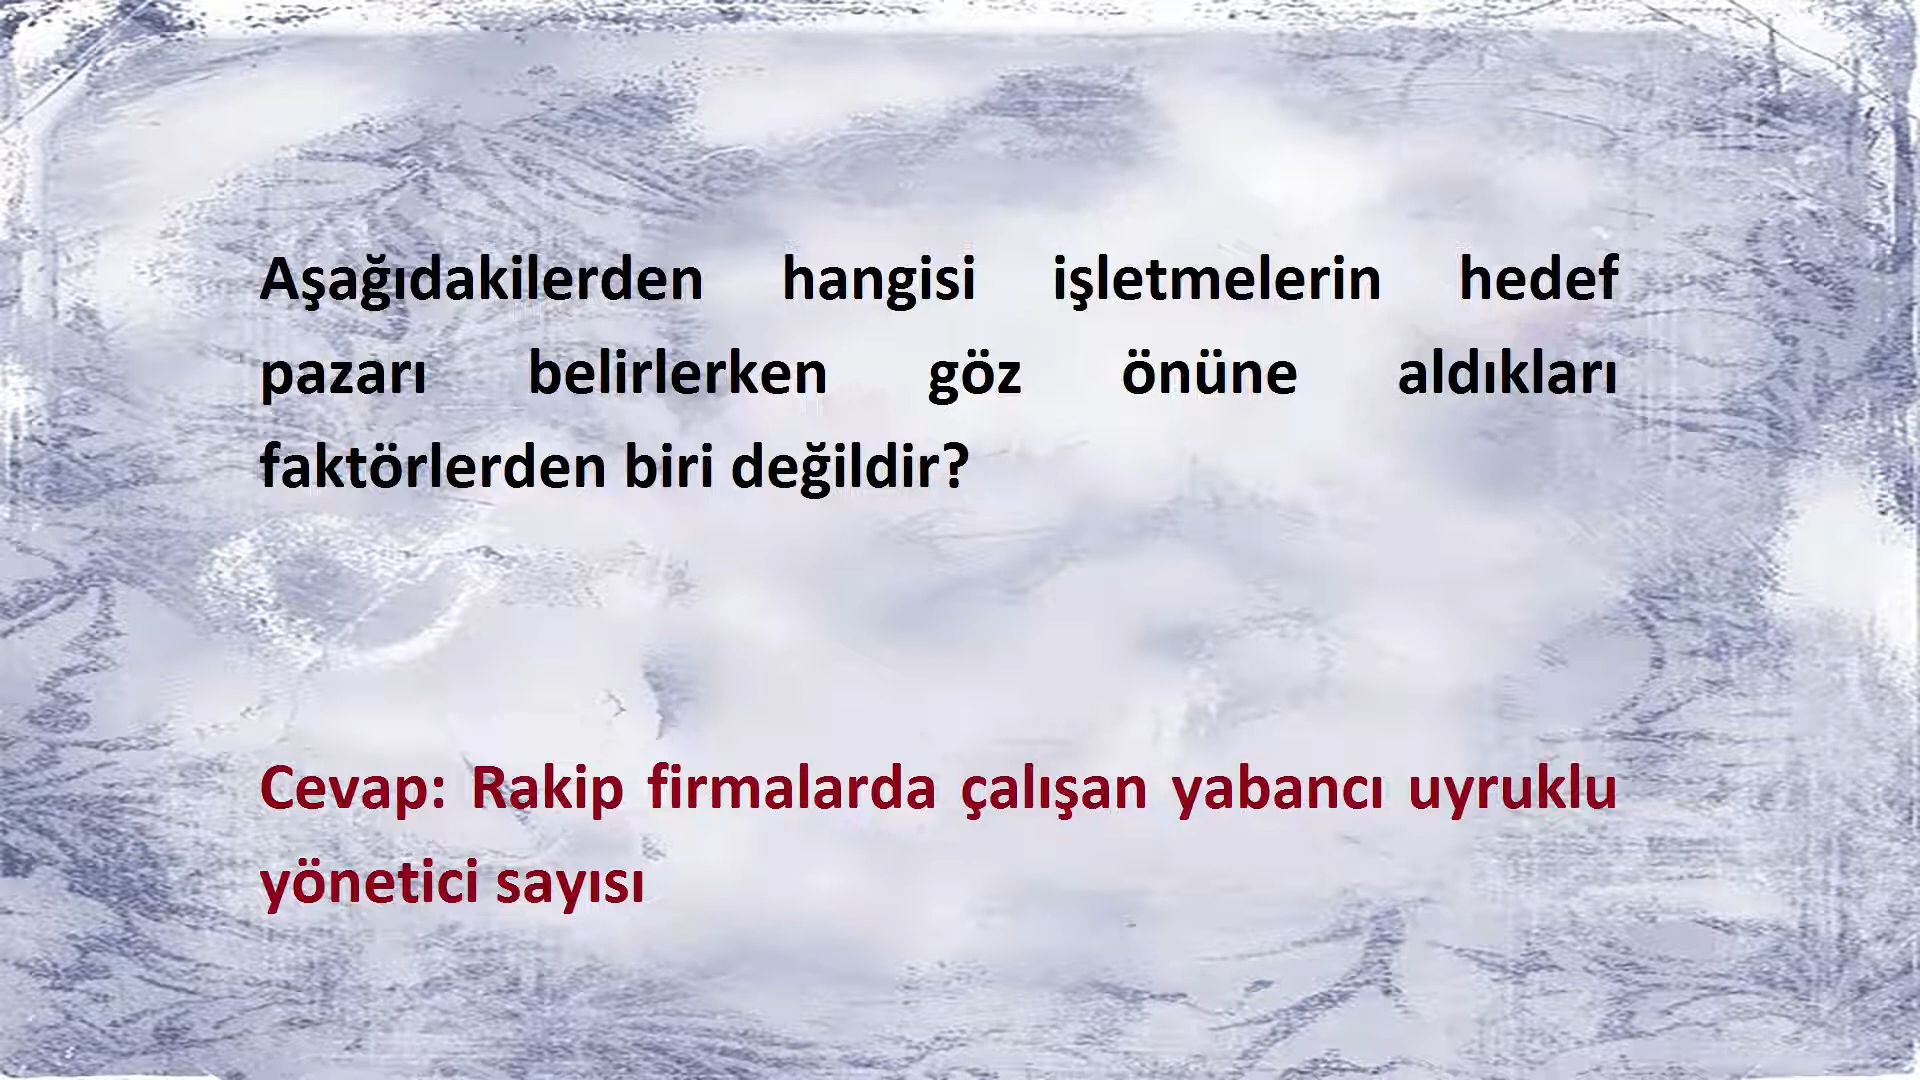 Aşağıdakilerden hangisi işletmelerin hedef
pazarı belirlerken göz önüne aldıkları
faktörlerden biri değildir?
Cevap: Rakip firmalarda çalışan yabancı uyruklu
yönetici sayısı